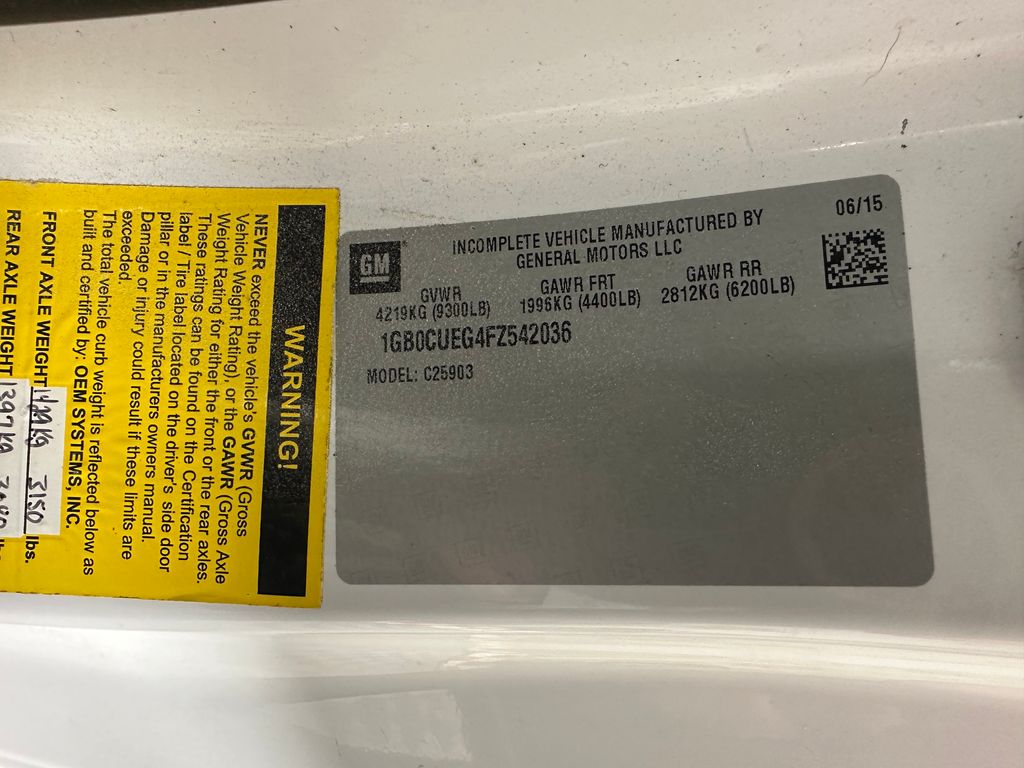 06/15
INCOMPLETE VEHICLE MANUFACTURED BY
GENERAL MOTORS LLC
GM
GVWR GAWR FRT GAWR RR
4219KG (9300LB) 1996KG (4400LB) 2812KG (6200LB)
1GB0CUEG4FZ542036
MODEL: C25903
WARNING!
NEVER exceed the vehicle's GVWR (Gross
Vehicle Weight Rating), or the GAWR (Gross Axle
Weight Rating) for either the front or the rear axles.
These ratings can be found on the Certification
label / Tire label located on the driver's side door
pillar or in the manufacturers owners manual.
Damage or injury could result if these limits are
exceeded.
The total vehicle curb weight is reflected below as
built and certified by: OEM SYSTEMS, INC.
FRONT AXLE WEIGHT 3150 lbs.
REAR AXLE WEIGHT 1397 kg